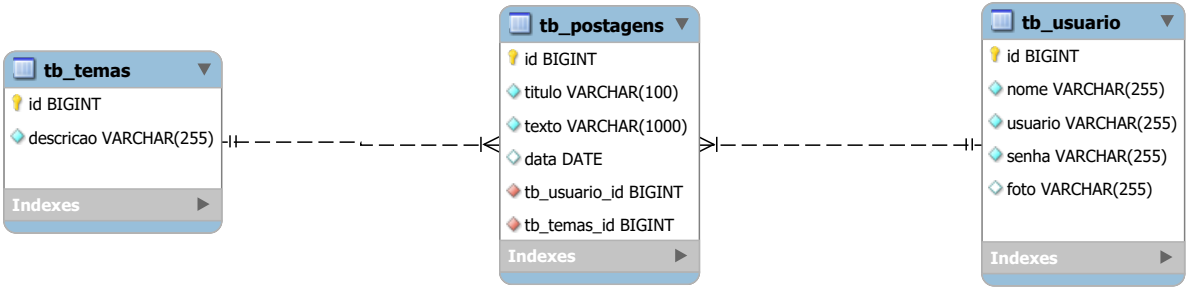 tb_temas
id BIGINT
descricao VARCHAR(255)
Indexes
tb_postagens
id BIGINT
titulo VARCHAR(100)
texto VARCHAR(1000)
data DATE
tb_usuario_id BIGINT
tb_temas_id BIGINT
Indexes
tb_usuario
id BIGINT
nome VARCHAR(255)
usuario VARCHAR(255)
senha VARCHAR(255)
foto VARCHAR(255)
Indexes